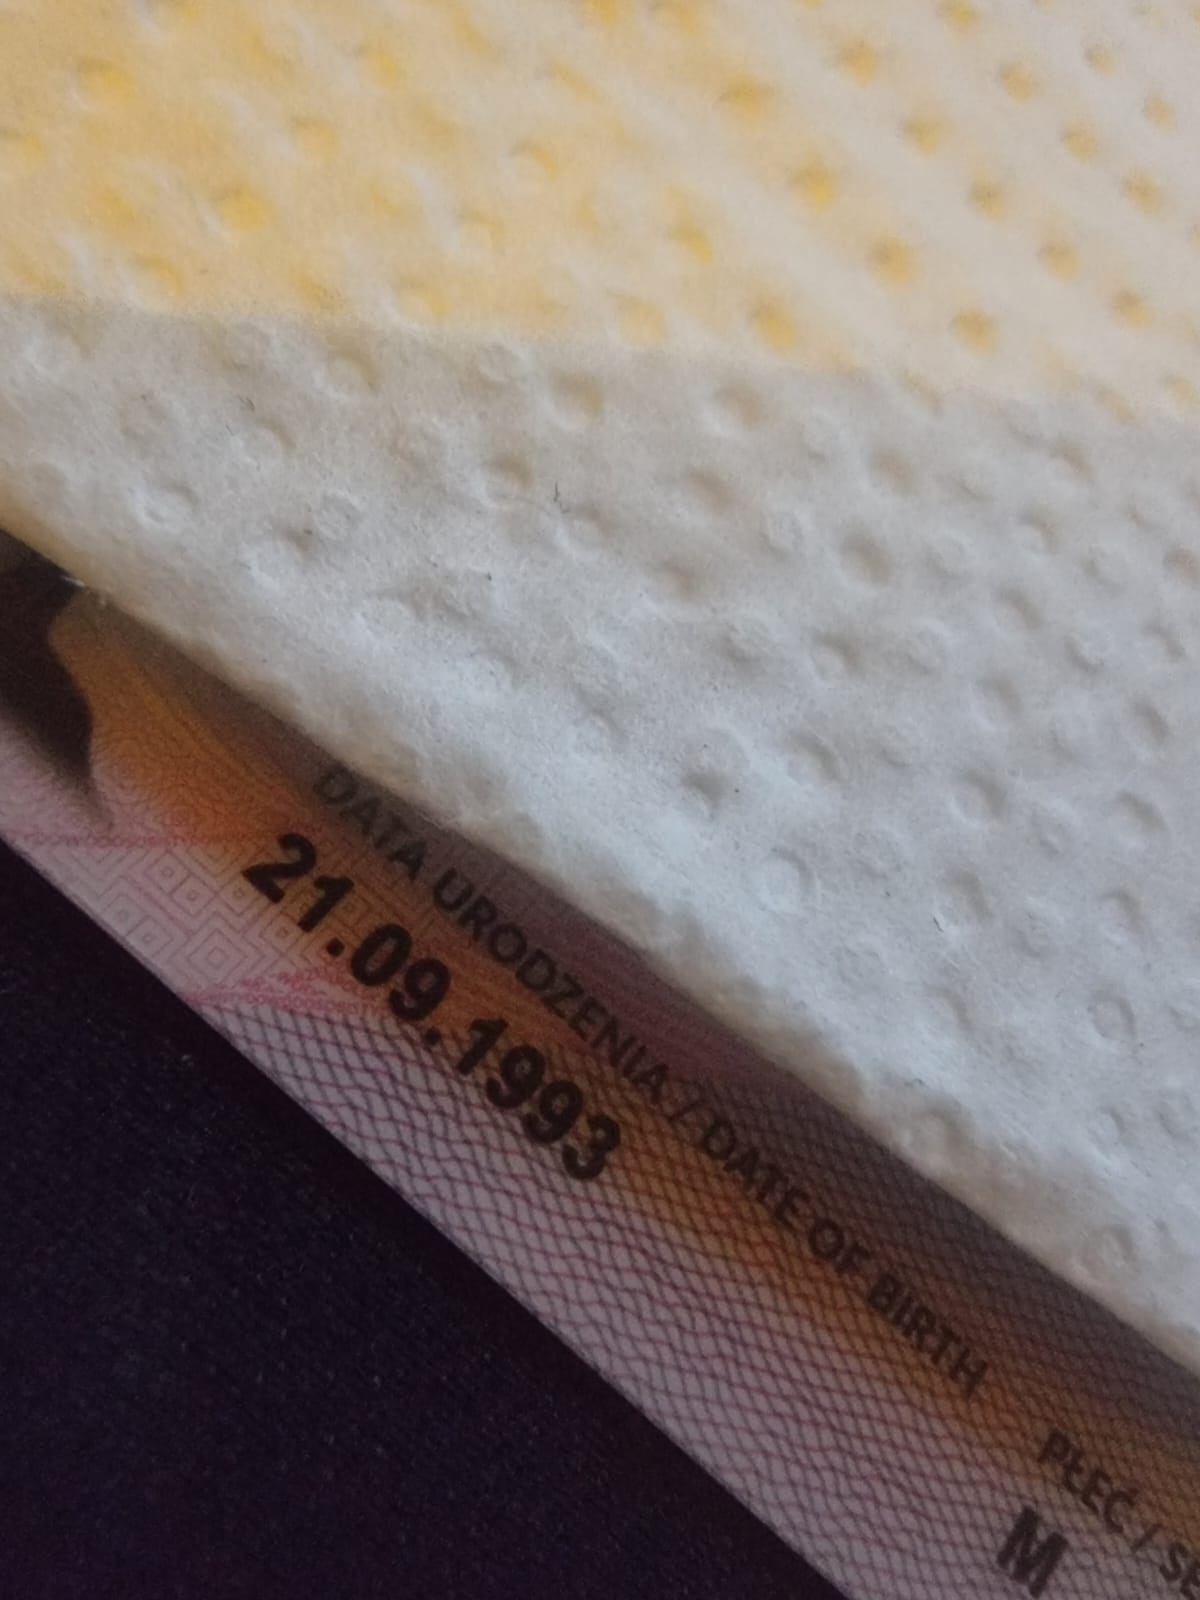 DATA URODZENIA / DATE OF BIRTH
21.09.1993
PŁEĆ /
M